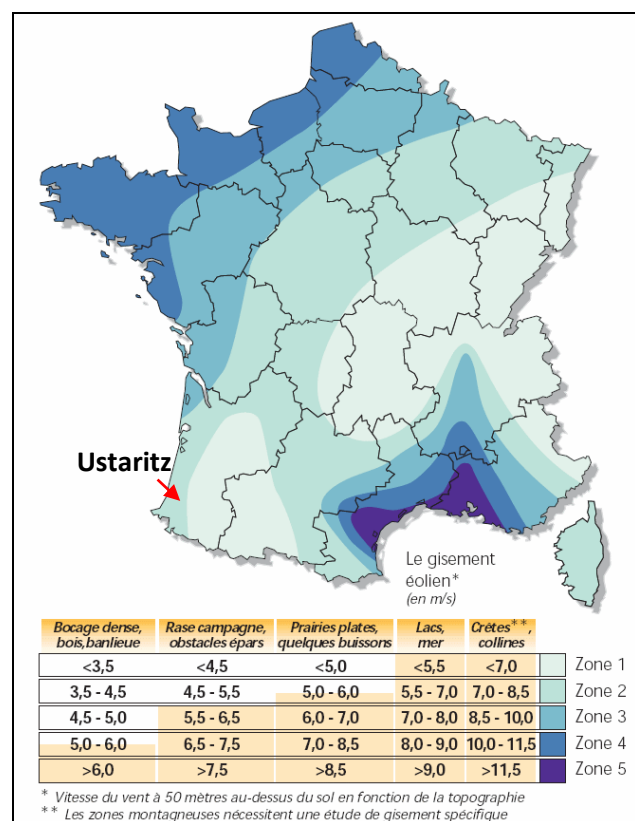 Ustaritz
Le gisement
éolien*
(en m/s)
Bocage dense, Rase campagne, Prairies plates, Lacs, Crêtes**,
bois,banlieue obstacles épars quelques buissons mer collines
<3,5 <4,5 <5,0 <5,5 <7,0 Zone 1
3,5 - 4,5 4,5 - 5,5 5,0 - 6,0 5,5 - 7,0 7,0 - 8,5 Zone 2
4,5 - 5,0 5,5 - 6,5 6,0 - 7,0 7,0 - 8,0 8,5 - 10,0 Zone 3
5,0 - 6,0 6,5 - 7,5 7,0 - 8,5 8,0 - 9,0 10,0 - 11,5 Zone 4
>6,0 >7,5 >8,5 >9,0 >11,5 Zone 5
* Vitesse du vent à 50 mètres au-dessus du sol en fonction de la topographie
** Les zones montagneuses nécessitent une étude de gisement spécifique